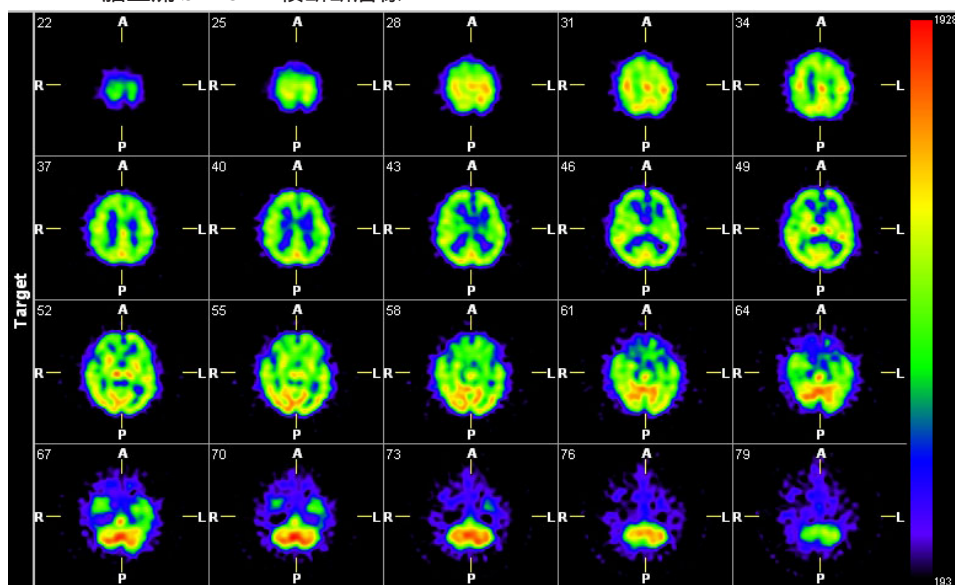 22 25 28 31 34 1928
A A A A A
R L R L R L R L R L
P P P P P
37 40 43 46 49
A A A A A
R L R L R L R L R L
P P P P P
Target
52 55 58 61 64
A A A A A
R L R L R L R L R L
P P P P P
67 70 73 76 79
A A A A A
R L R L R L R L R L
P P P P P
193